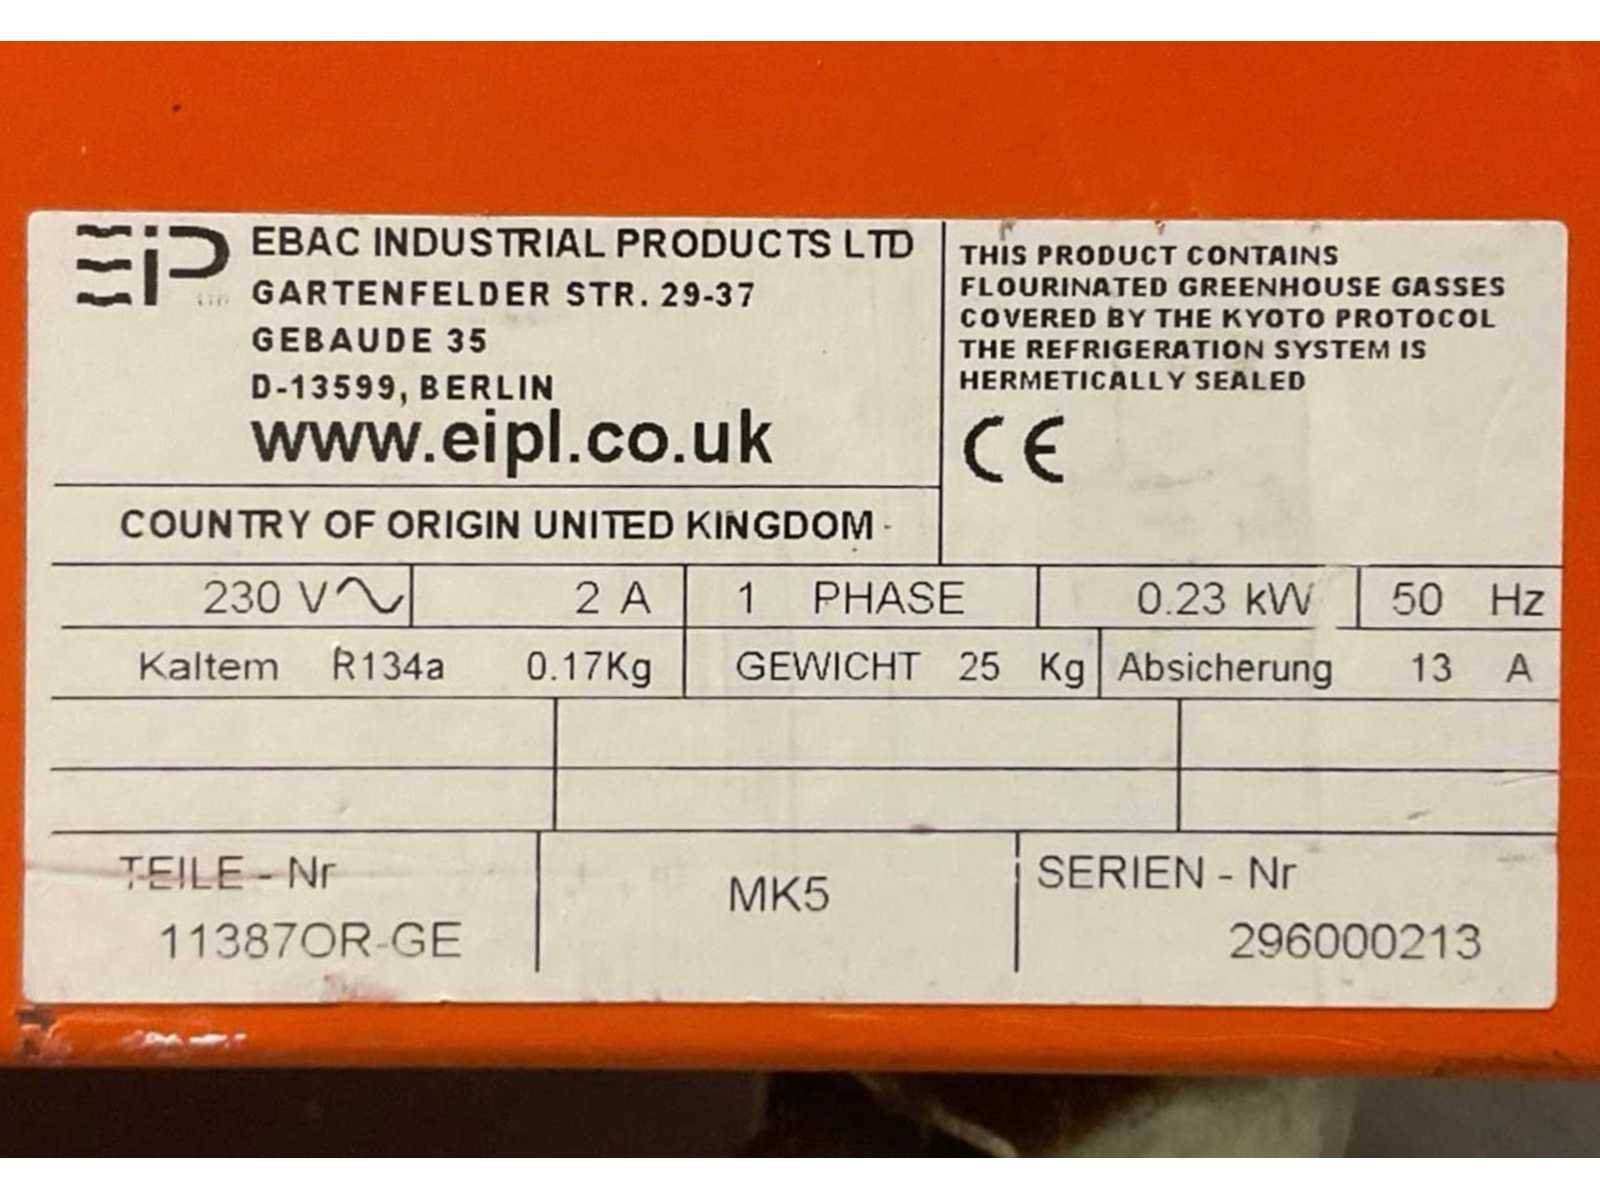 EIP EBAC INDUSTRIAL PRODUCTS LTD
GARTENFELDER STR. 29-37
GEBAUDE 35
D-13599, BERLIN
www.eipl.co.uk
THIS PRODUCT CONTAINS
FLOURINATED GREENHOUSE GASSES
COVERED BY THE KYOTO PROTOCOL
THE REFRIGERATION SYSTEM IS
HERMETICALLY SEALED
CE
COUNTRY OF ORIGIN UNITED KINGDOM
230 V 2 A 1 PHASE 0.23 kW 50 Hz
Kaltem R134a 0.17Kg GEWICHT 25 Kg Absicherung 13 A
TEILE - Nr
11387OR-GE
MK5
SERIEN - Nr
296000213